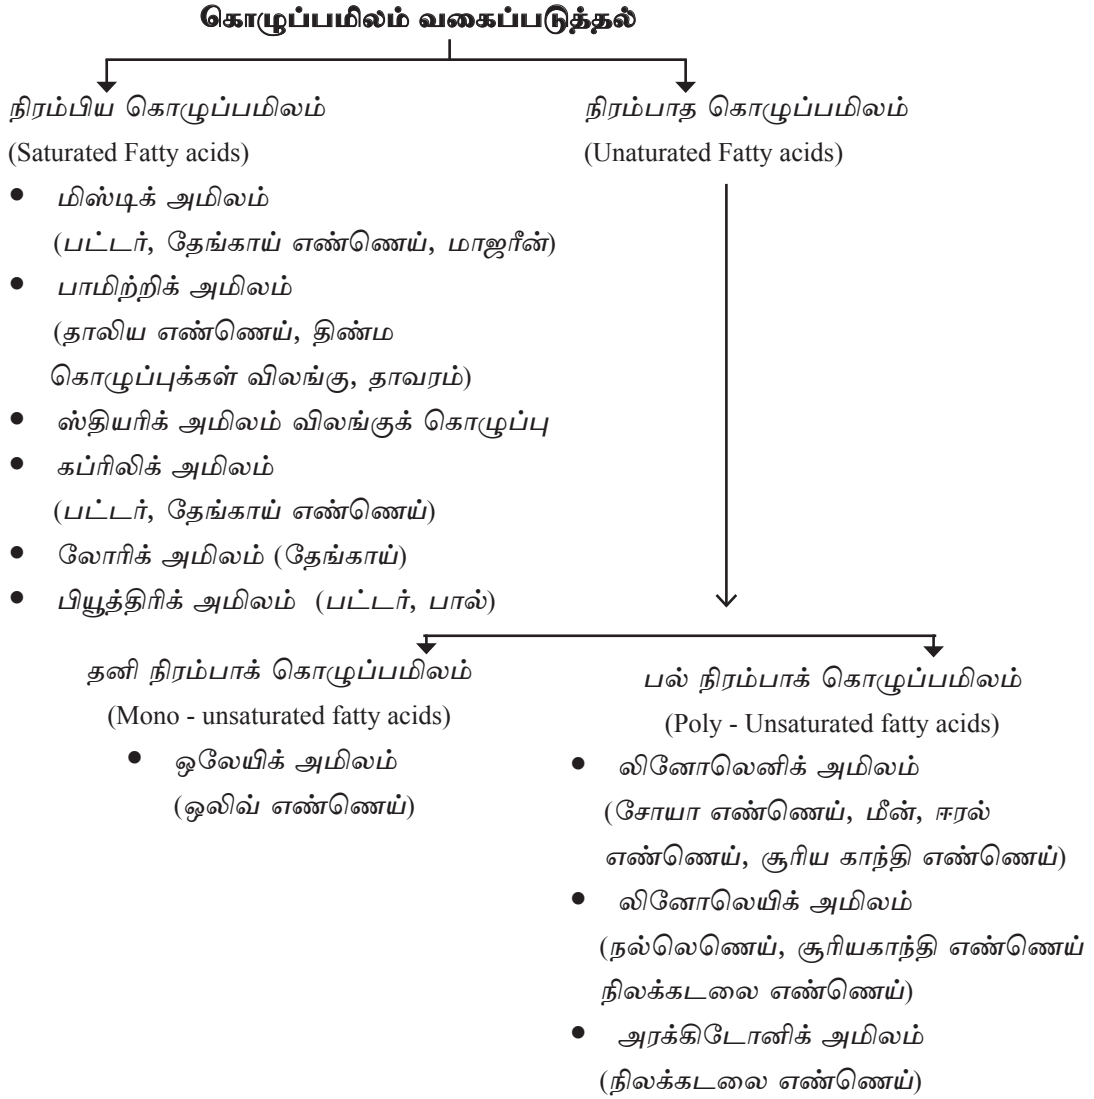 கொழுப்பமிலம் வகைப்படுத்தல்
நிரம்பிய கொழுப்பமிலம்
(Saturated Fatty acids)
• மிஸ்டிக் அமிலம்
(பட்டர், தேங்காய் எண்ணெய், மாஜரீன்)
• பாமிற்றிக் அமிலம்
(தாலிய எண்ணெய், திண்ம
கொழுப்புக்கள் விலங்கு, தாவரம்)
• ஸ்தியரிக் அமிலம் விலங்குக் கொழுப்பு
• கப்ரிலிக் அமிலம்
(பட்டர், தேங்காய் எண்ணெய்)
• லோரிக் அமிலம் (தேங்காய்)
• பியூத்திரிக் அமிலம் (பட்டர், பால்)
நிரம்பாத கொழுப்பமிலம்
(Unaturated Fatty acids)
தனி நிரம்பாக் கொழுப்பமிலம்
(Mono - unsaturated fatty acids)
• ஒலேயிக் அமிலம்
(ஒலிவ் எண்ணெய்)
பல் நிரம்பாக் கொழுப்பமிலம்
(Poly - Unsaturated fatty acids)
• லினோலெனிக் அமிலம்
(சோயா எண்ணெய், மீன், ஈரல்
எண்ணெய், சூரிய காந்தி எண்ணெய்)
• லினோலெயிக் அமிலம்
(நல்லெணெய், சூரியகாந்தி எண்ணெய்
நிலக்கடலை எண்ணெய்)
• அரக்கிடோனிக் அமிலம்
(நிலக்கடலை எண்ணெய்)